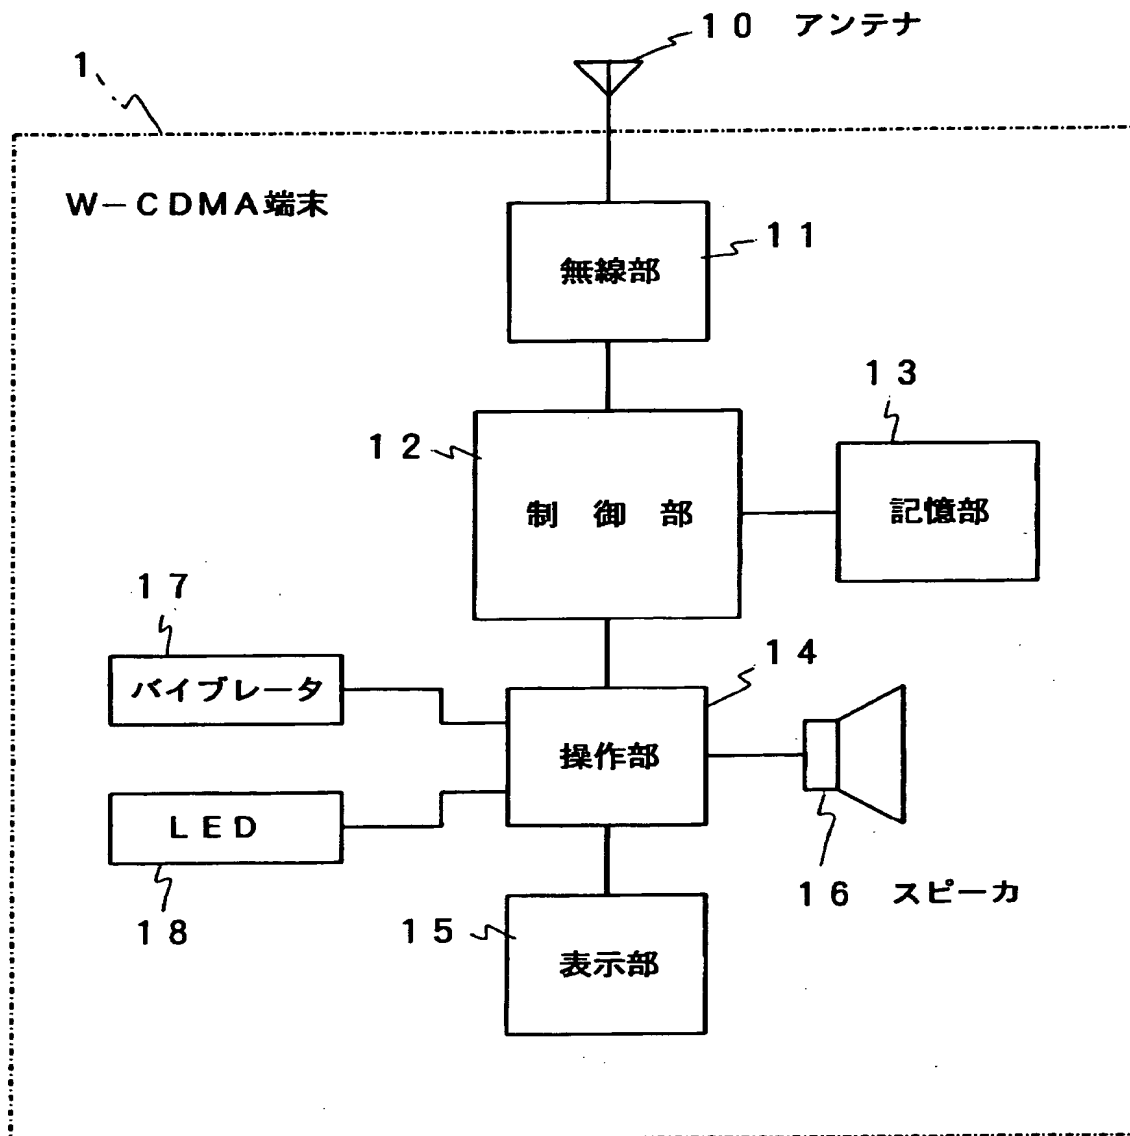 10 アンテナ
1
W-CDMA端末
無線部
11
13
12
制 御 部
記憶部
17
バイブレータ
14
操作部
LED
16 スピーカ
18
15
表示部